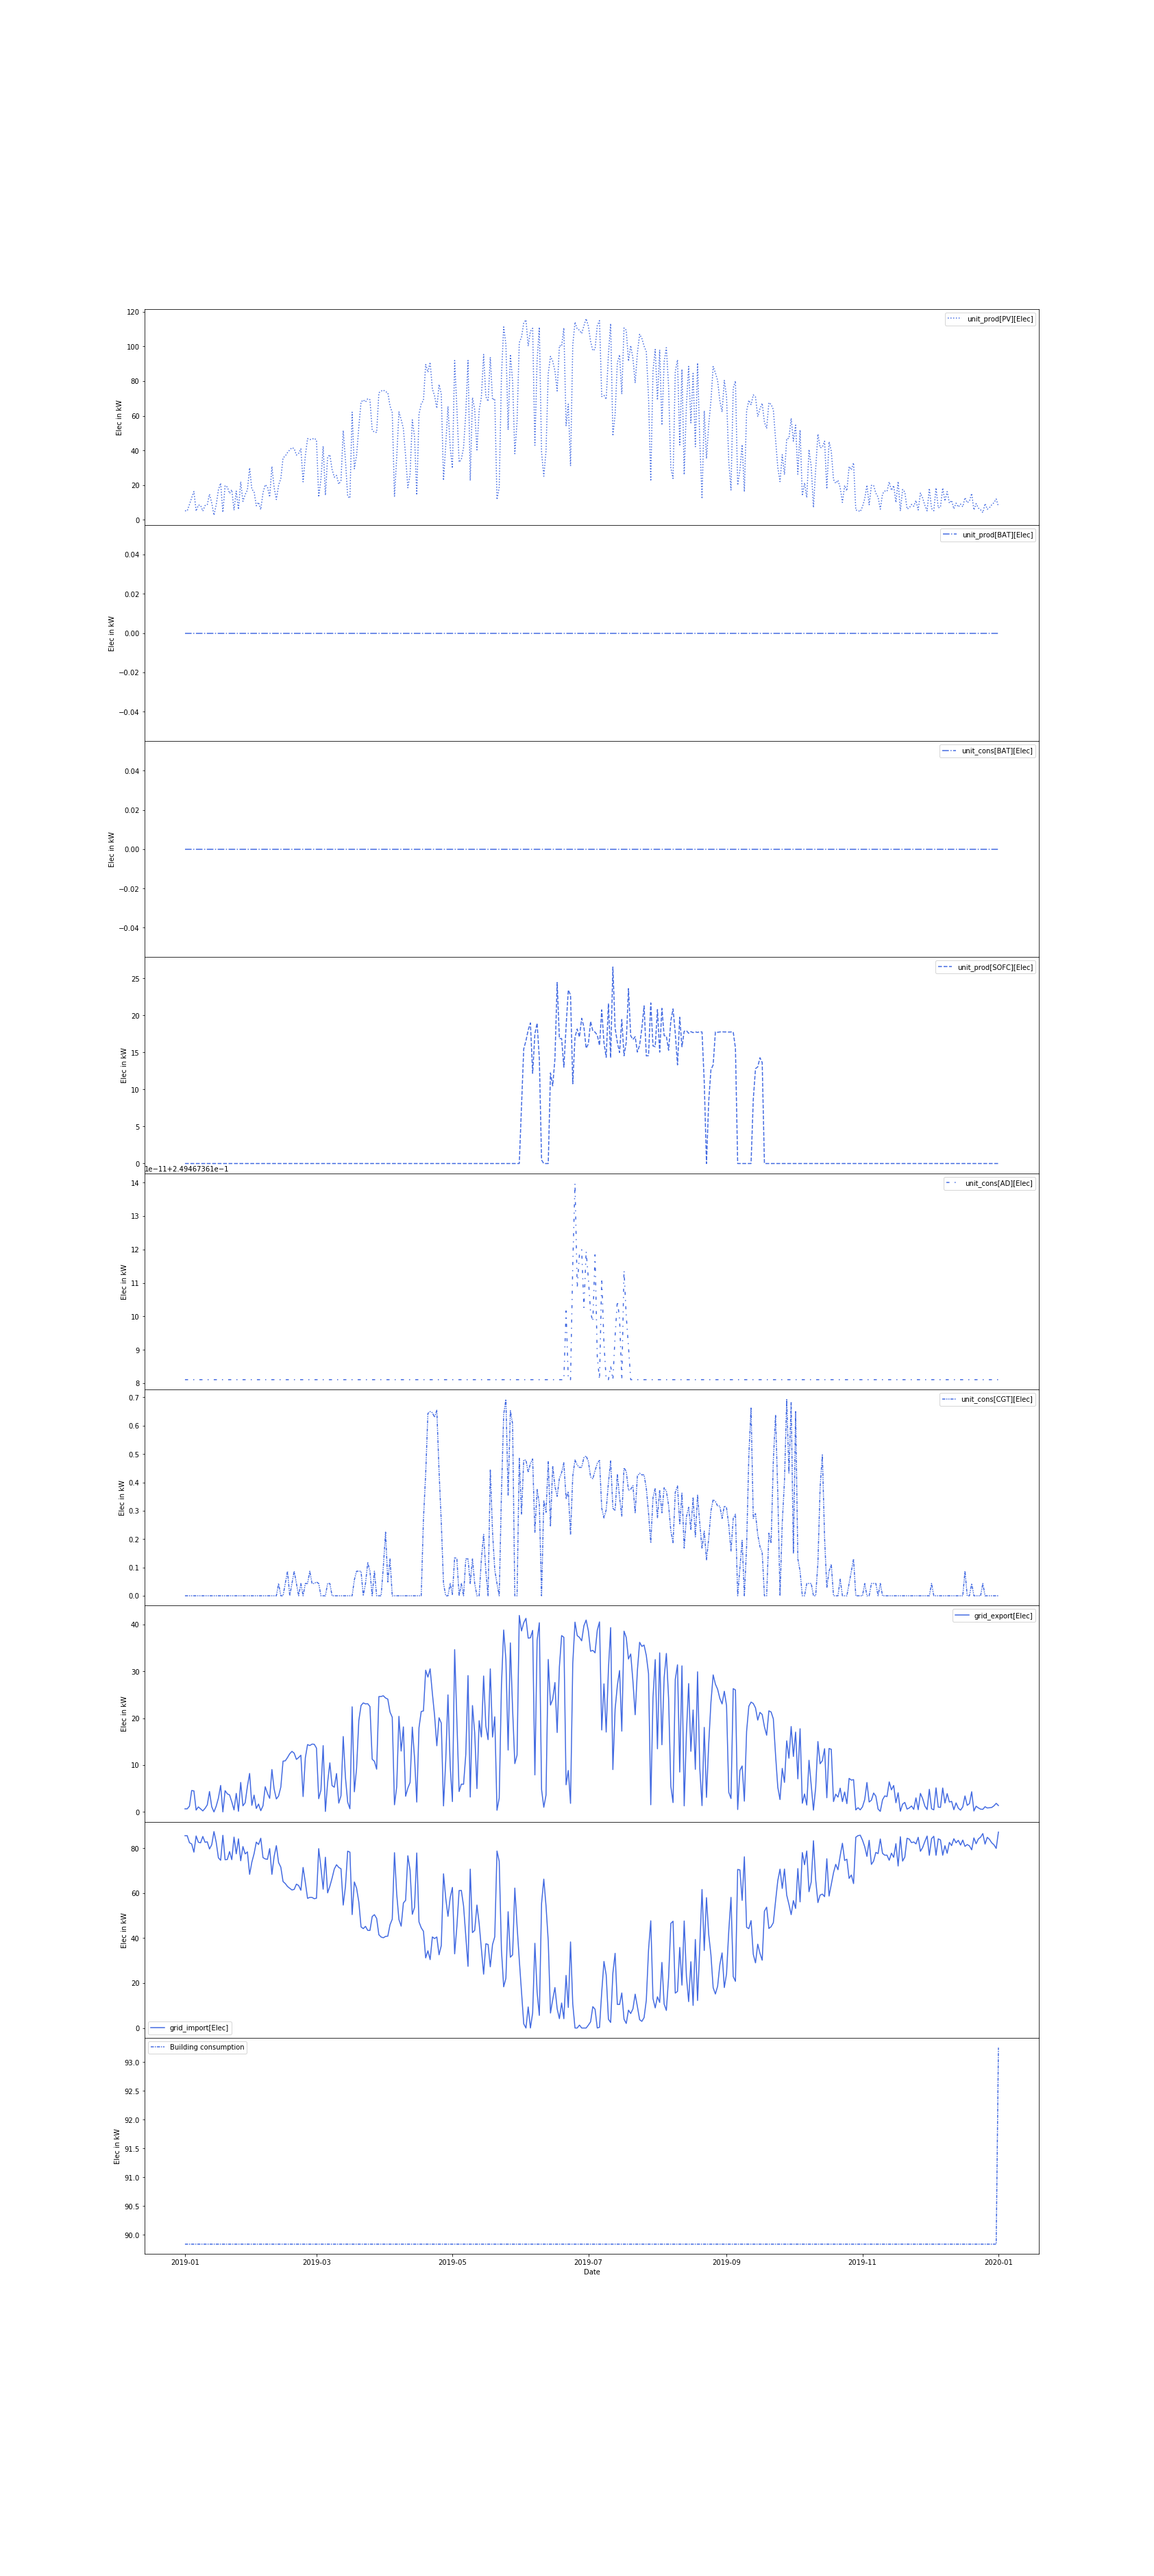 120
unit_prod[PV][Elec]
100
80
60
Elec in kW
40
20
0
unit_prod[BAT][Elec]
0.04
0.02
0.00
Elec in kW
−0.02
−0.04
unit_cons[BAT][Elec]
0.04
0.02
0.00
Elec in kW
−0.02
−0.04
unit_prod[SOFC][Elec]
25
20
15
Elec in kW
10
5
0
1e−11+2.49467361e−1
unit_cons[AD][Elec]
14
13
12
11
Elec in kW
10
9
8
0.7
unit_cons[CGT][Elec]
0.6
0.5
0.4
Elec in kW
0.3
0.2
0.1
0.0
grid_export[Elec]
40
30
20
Elec in kW
10
0
80
60
40
Elec in kW
20
0
grid_import[Elec]
Building consumption
93.0
92.5
92.0
91.5
Elec in kW
91.0
90.5
90.0
2019-01 2019-03 2019-05 2019-07 2019-09 2019-11 2020-01
Date